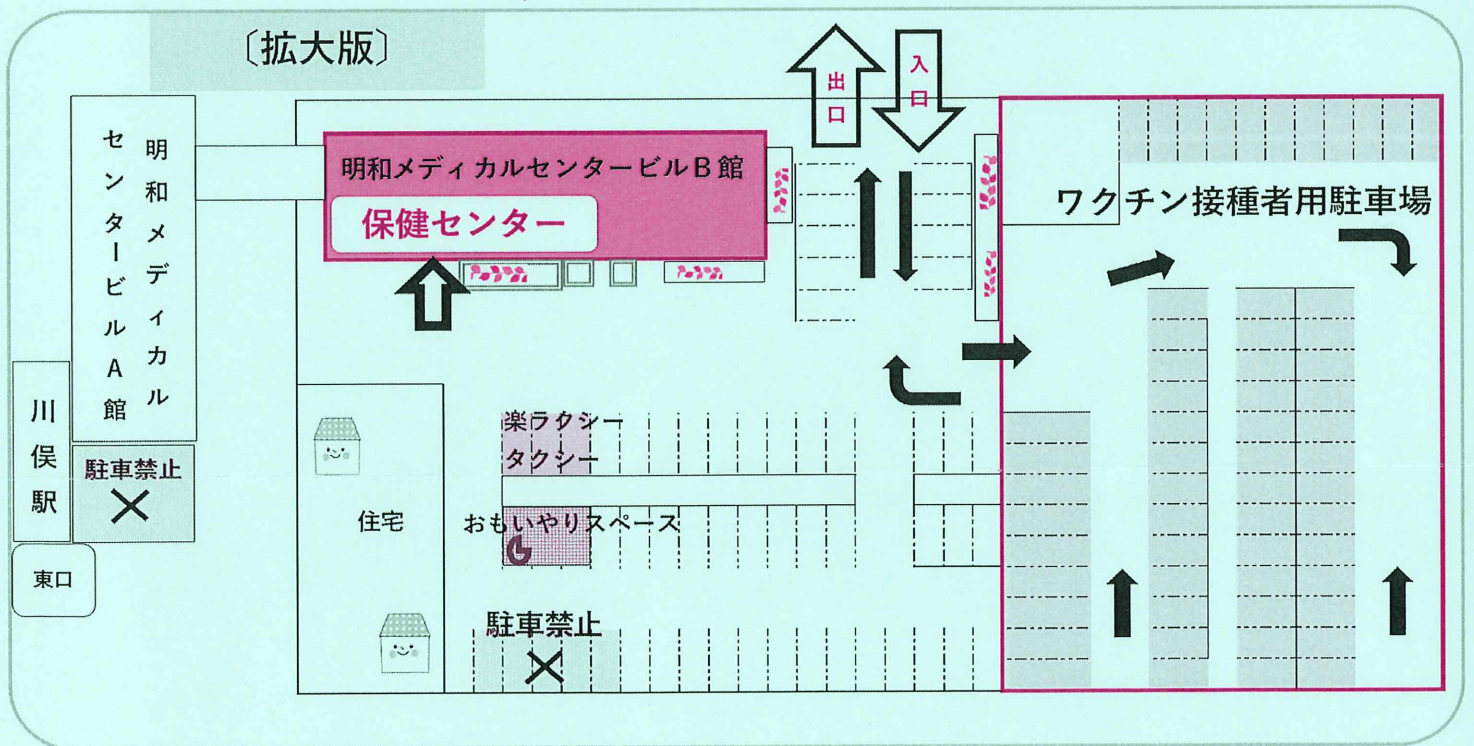 〔拡大版〕
出口
入口
明和メディカル
センタービルA館
明和メディカルセンタービルB館
保健センター
ワクチン接種者用駐車場
川俣駅
駐車禁止
東口
住宅
楽ラクシー
タクシー
おもいやりスペース
駐車禁止